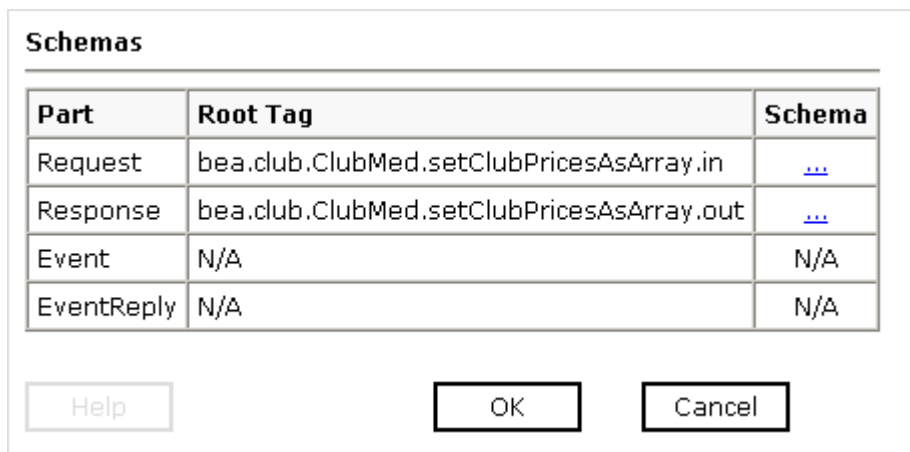 Schemas
Part Root Tag Schema
Request bea.club.ClubMed.setClubPricesAsArray.in ...
Response bea.club.ClubMed.setClubPricesAsArray.out ...
Event N/A N/A
EventReply N/A N/A
Help OK Cancel